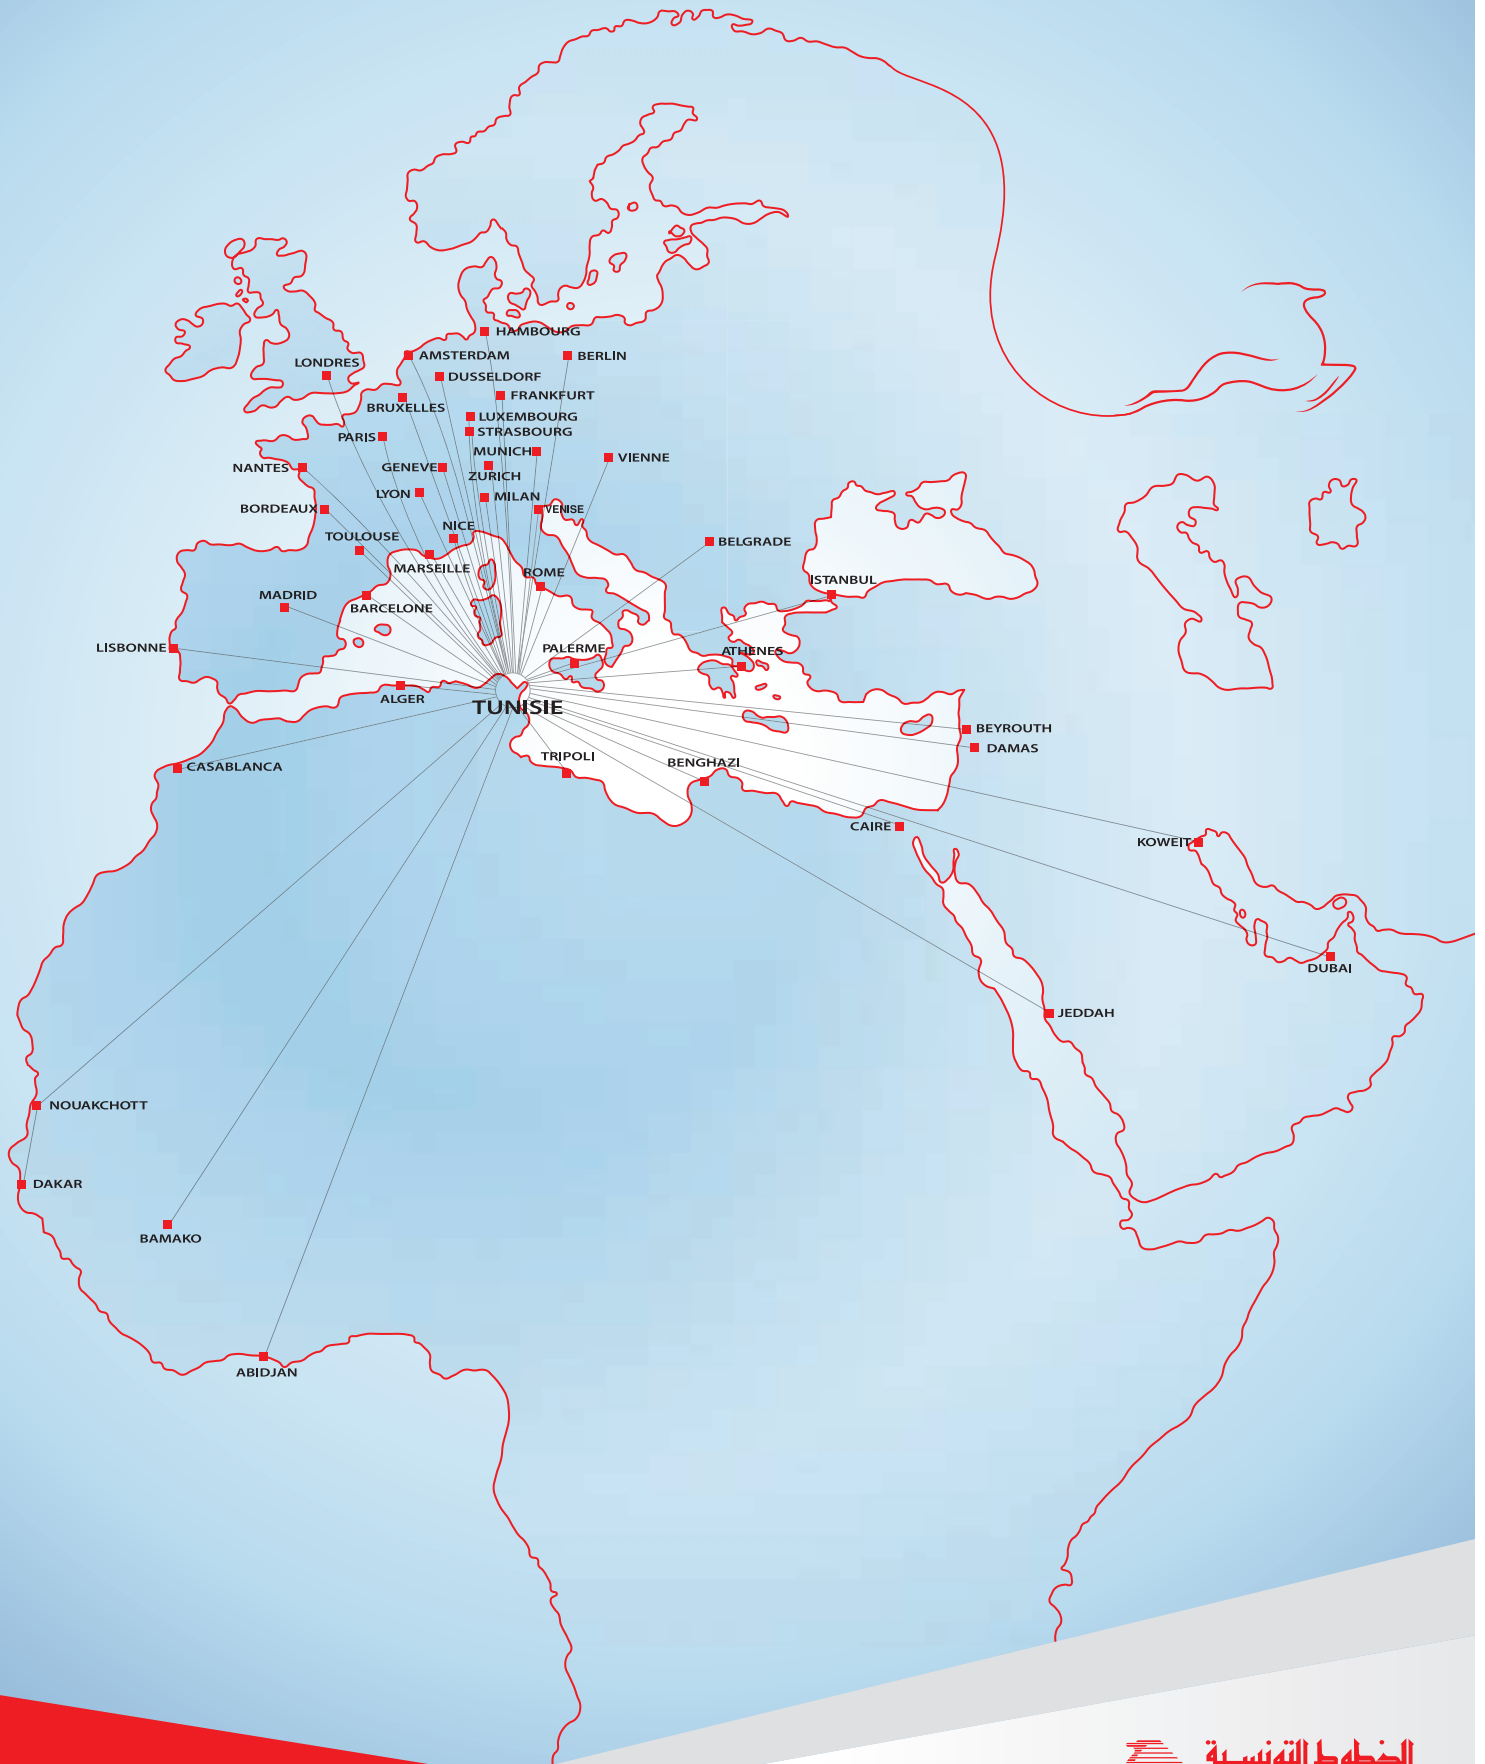 HAMBOURG
AMSTERDAM
BERLIN
LONDRES
DUSSELDORF
FRANKFURT
BRUXELLES
LUXEMBOURG
STRASBOURG
PARIS
MUNICH
VIENNE
NANTES
GENEVE
ZURICH
LYON
MILAN
BORDEAUX
VENISE
NICE
TOULOUSE
BELGRADE
MARSEILLE
ROME
ISTANBUL
MADRID
BARCELONE
LISBONNE
PALERME
ATHENES
ALGER
TUNISIE
BEYROUTH
DAMAS
TRIPOLI
BENGHAZI
CASABLANCA
CAIRE
KOWEIT
DUBAI
JEDDAH
NOUAKCHOTT
DAKAR
BAMAKO
ABIDJAN
الخطوط التونسية